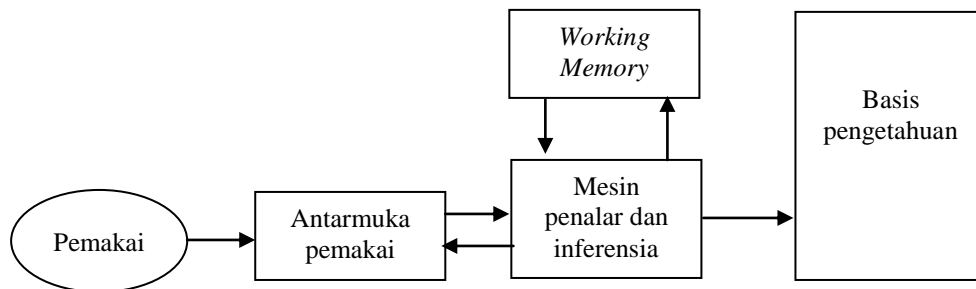 Working
Memory
Basis
pengetahuan
Mesin
penalar dan
inferensia
Antarmuka
pemakai
Pemakai